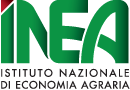 INEA
ISTITUTO NAZIONALE
DI ECONOMIA AGRARIA